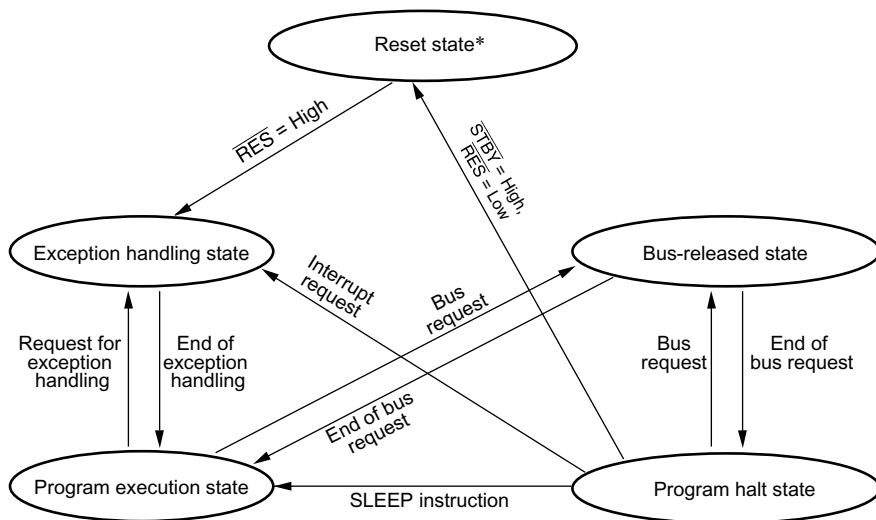 Reset state*
RES = High
STBY = High,
RES = Low
Exception handling state
Bus-released state
Interrupt
request
Bus
request
Request for
exception
handling
End of
exception
handling
Bus
request
End of
bus request
End of bus
request
Program execution state
SLEEP instruction
Program halt state